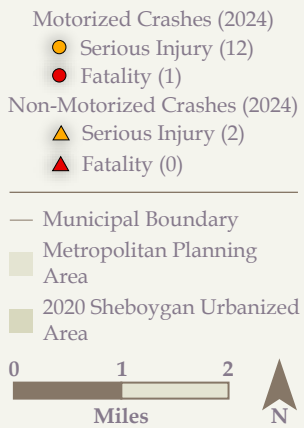 Motorized Crashes (2024)
Serious Injury (12)
Fatality (1)
Non-Motorized Crashes (2024)
Serious Injury (2)
Fatality (0)
Municipal Boundary
Metropolitan Planning
Area
2020 Sheboygan Urbanized
Area
0 1 2
Miles
N